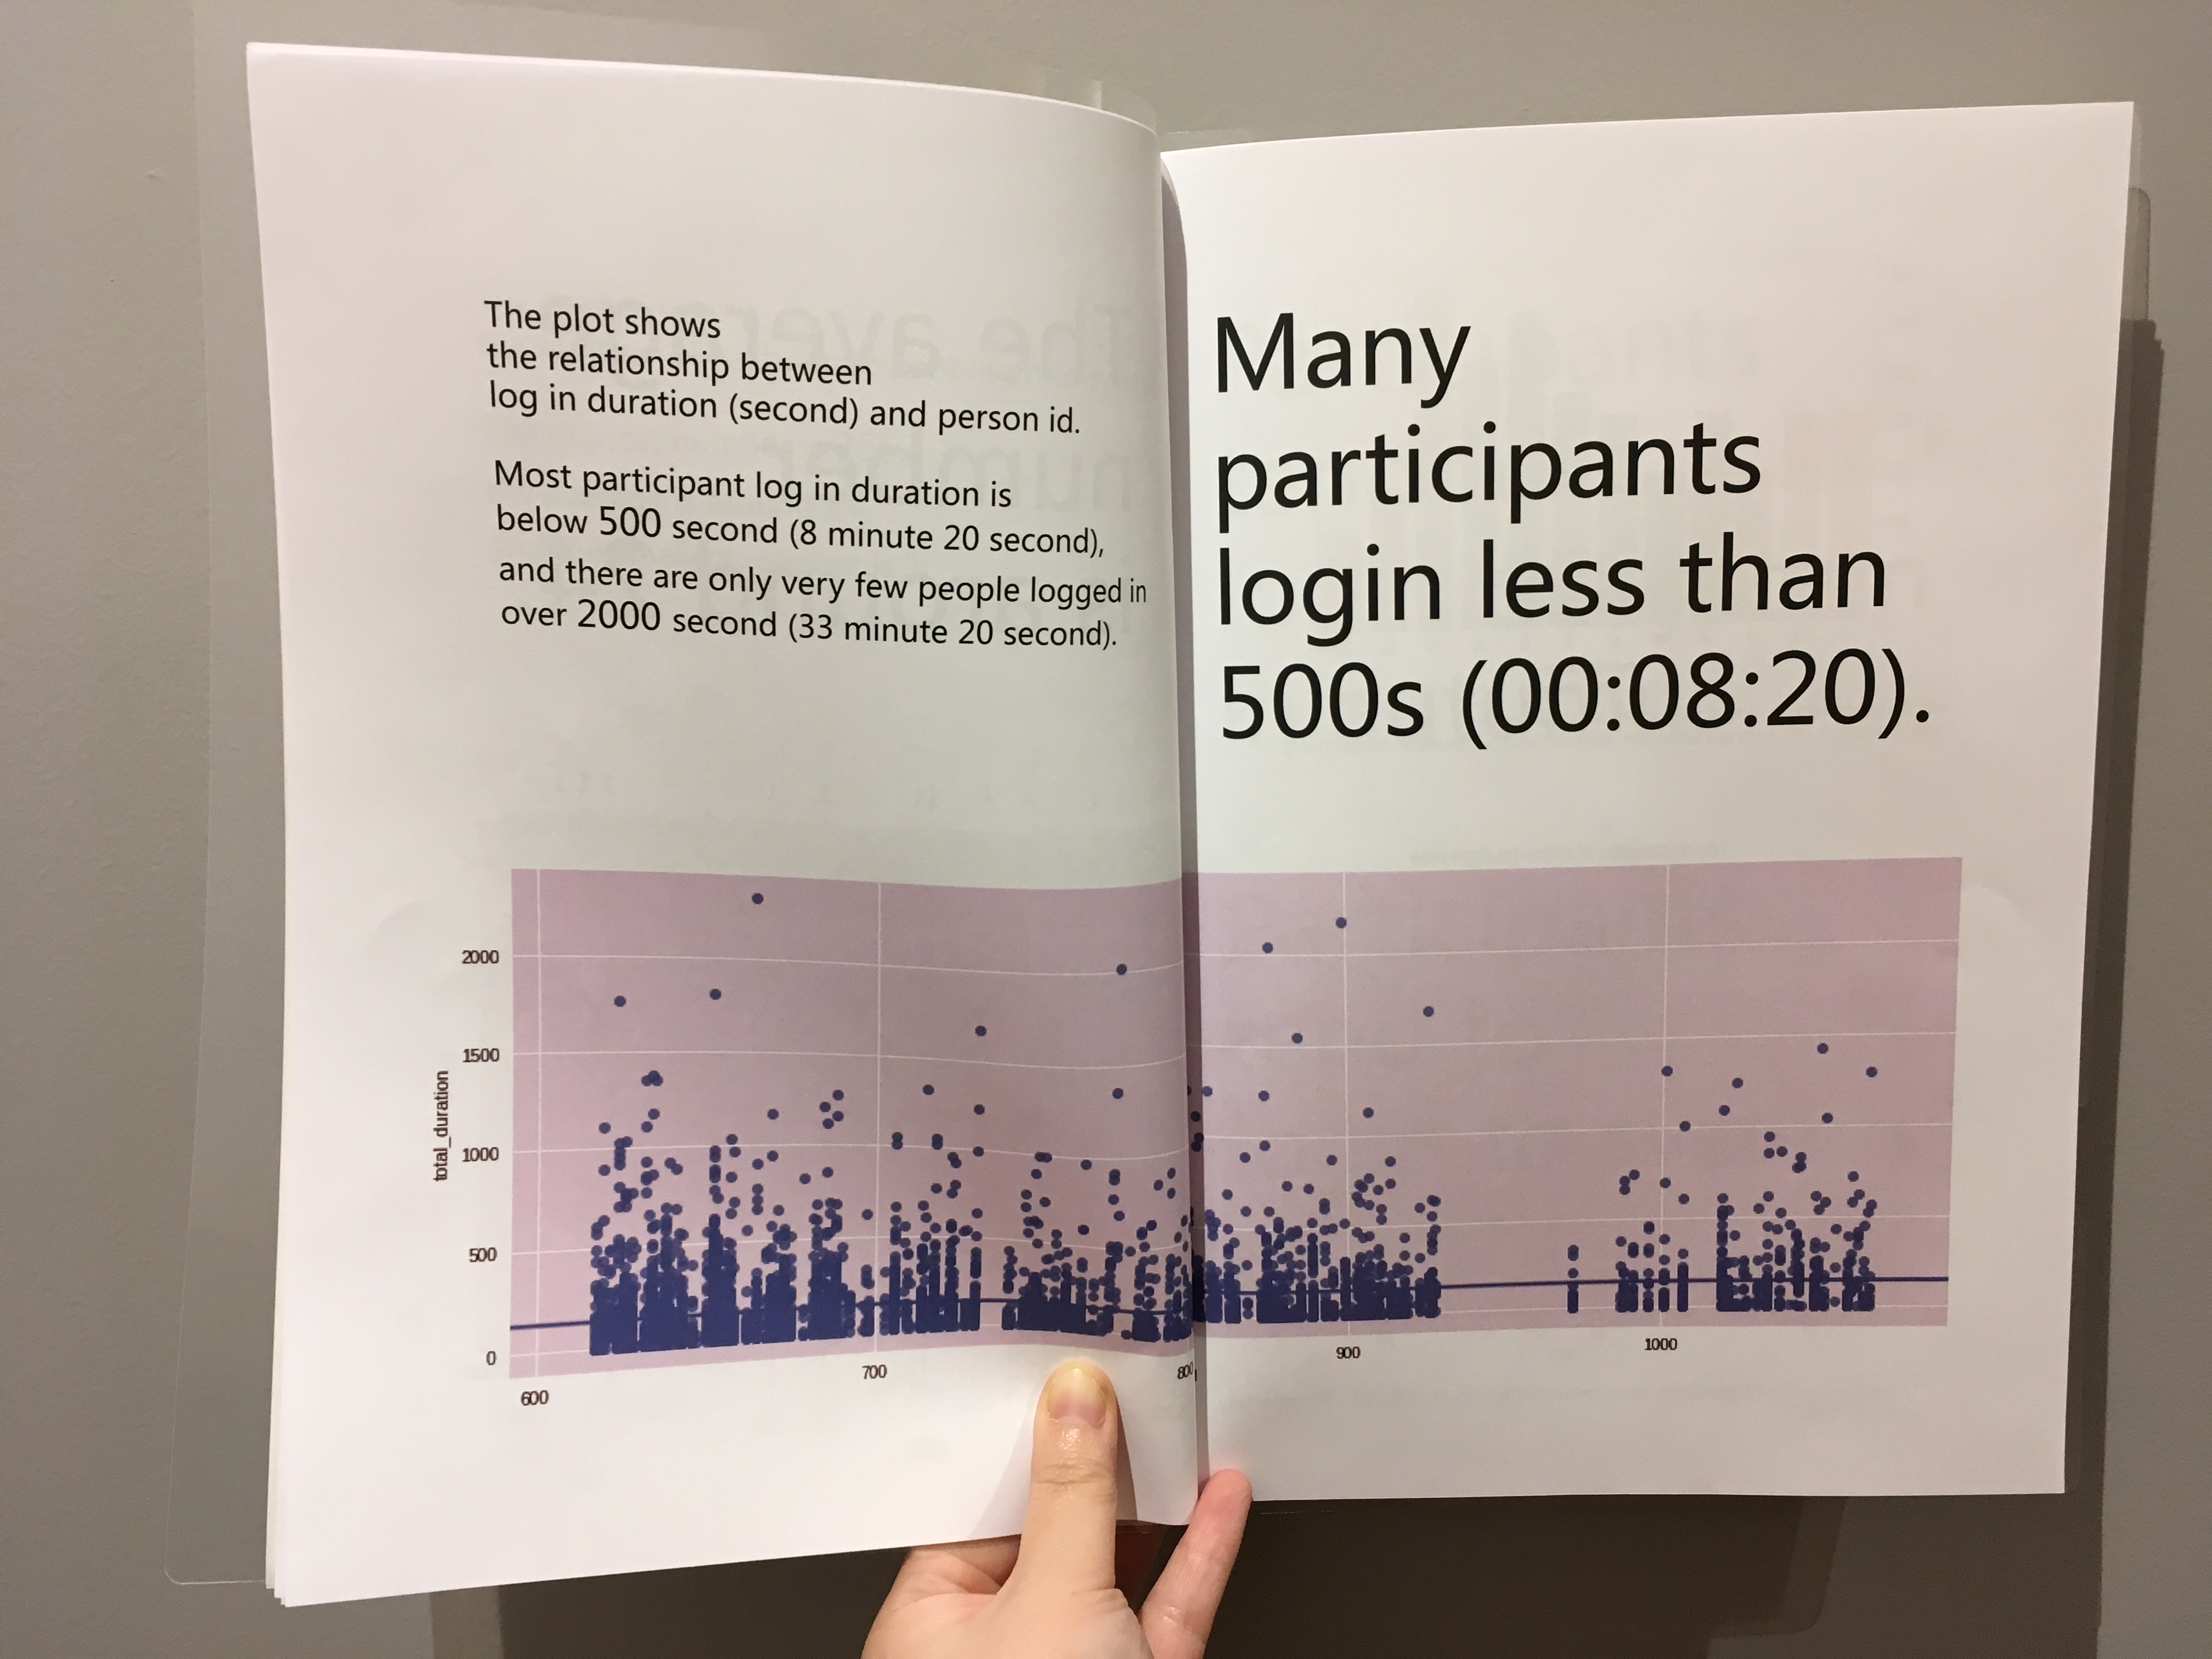 The plot shows
the relationship between
log in duration (second) and person id.
Most participant log in duration is
below 500 second (8 minute 20 second),
and there are only very few people logged in
over 2000 second (33 minute 20 second).
Many
participants
login less than
500s (00:08:20).
total_duration
2000
1500
1000
500
0
600
700
800
900
1000